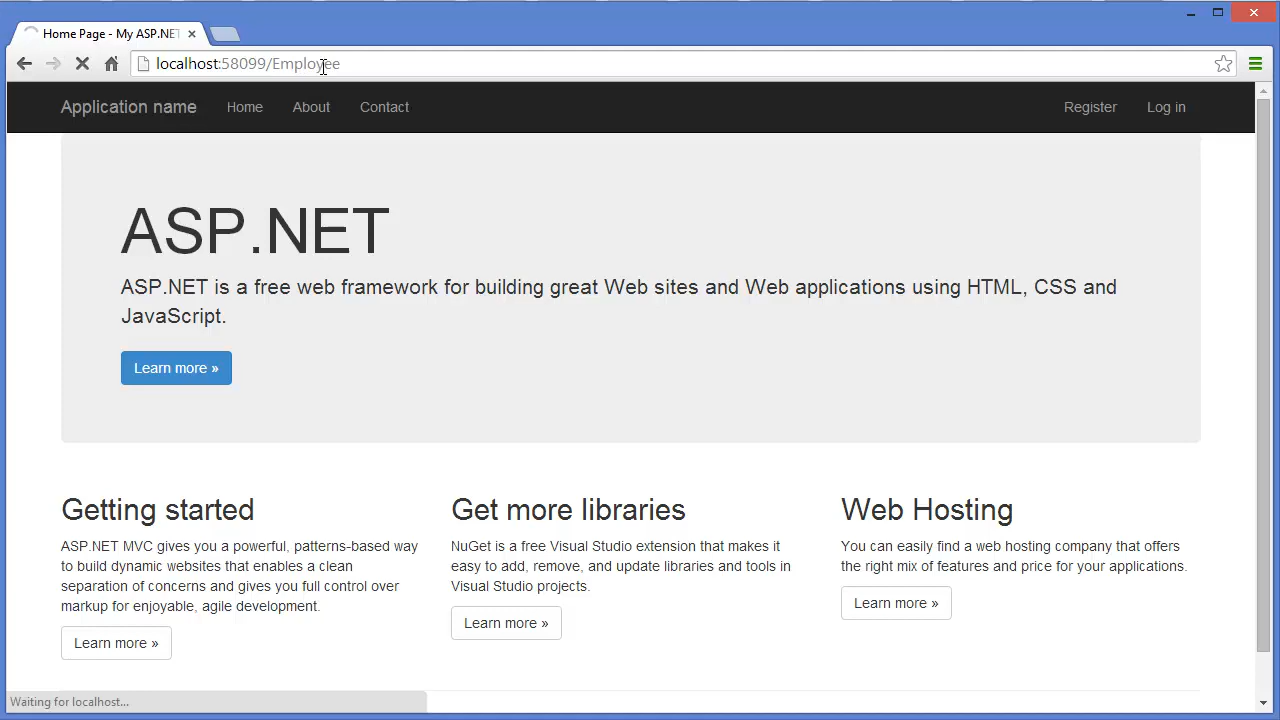 Home Page - My ASP.NET
localhost:58099/Employee
Application name Home About Contact Register Log in
ASP.NET
ASP.NET is a free web framework for building great Web sites and Web applications using HTML, CSS and
JavaScript.
Learn more »
Getting started
ASP.NET MVC gives you a powerful, patterns-based way
to build dynamic websites that enables a clean
separation of concerns and gives you full control over
markup for enjoyable, agile development.
Learn more »
Get more libraries
NuGet is a free Visual Studio extension that makes it
easy to add, remove, and update libraries and tools in
Visual Studio projects.
Learn more »
Web Hosting
You can easily find a web hosting company that offers
the right mix of features and price for your applications.
Learn more »
Waiting for localhost...